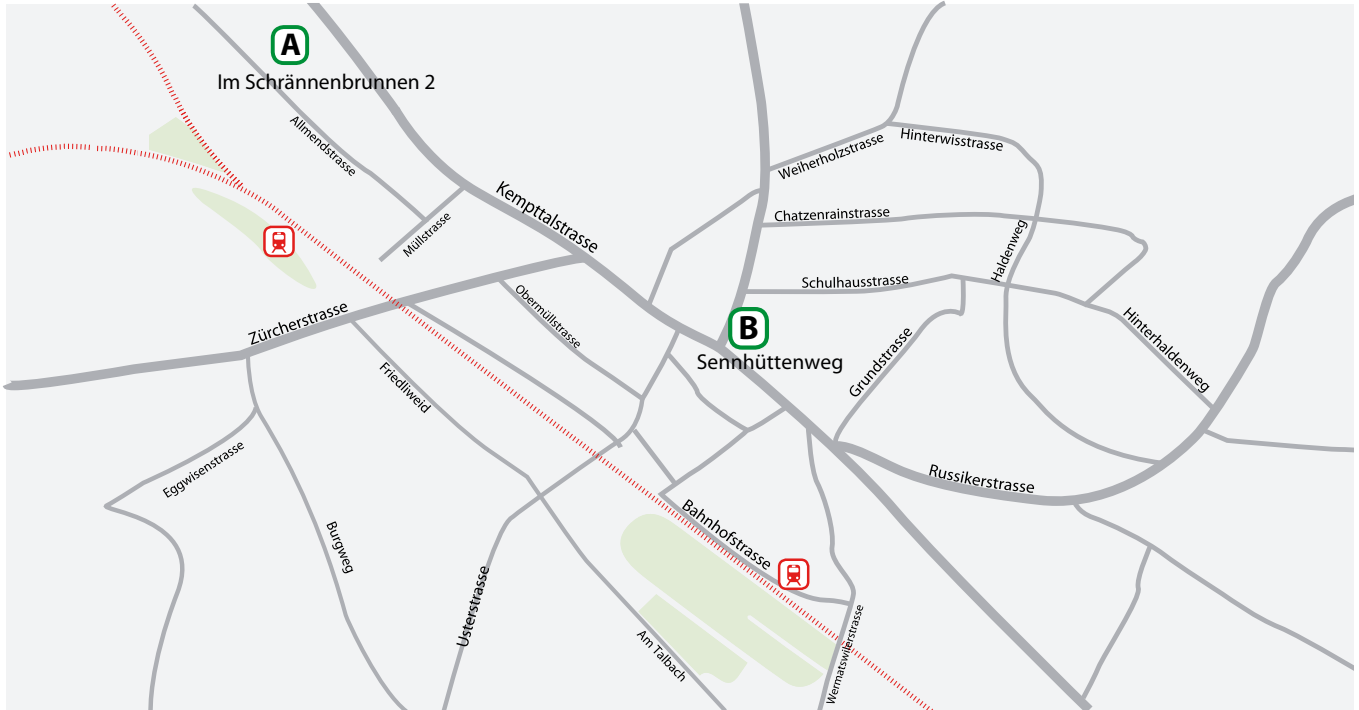 A
Im Schrännenbrunnen 2
Allmendstrasse
Müllstrasse
Kempttalstrasse
Weiherholzstrasse
Hinterwisstrasse
Chatzenrainstrasse
Haldenweg
Schulhausstrasse
Zürcherstrasse
Obermüllstrasse
B
Sennhüttenweg
Grundstrasse
Hinterhaldenweg
Friedliweid
Eggwisenstrasse
Russikerstrasse
Burgweg
Bahnhofstrasse
Usterstrasse
Am Talbach
Wermatswilerstrasse